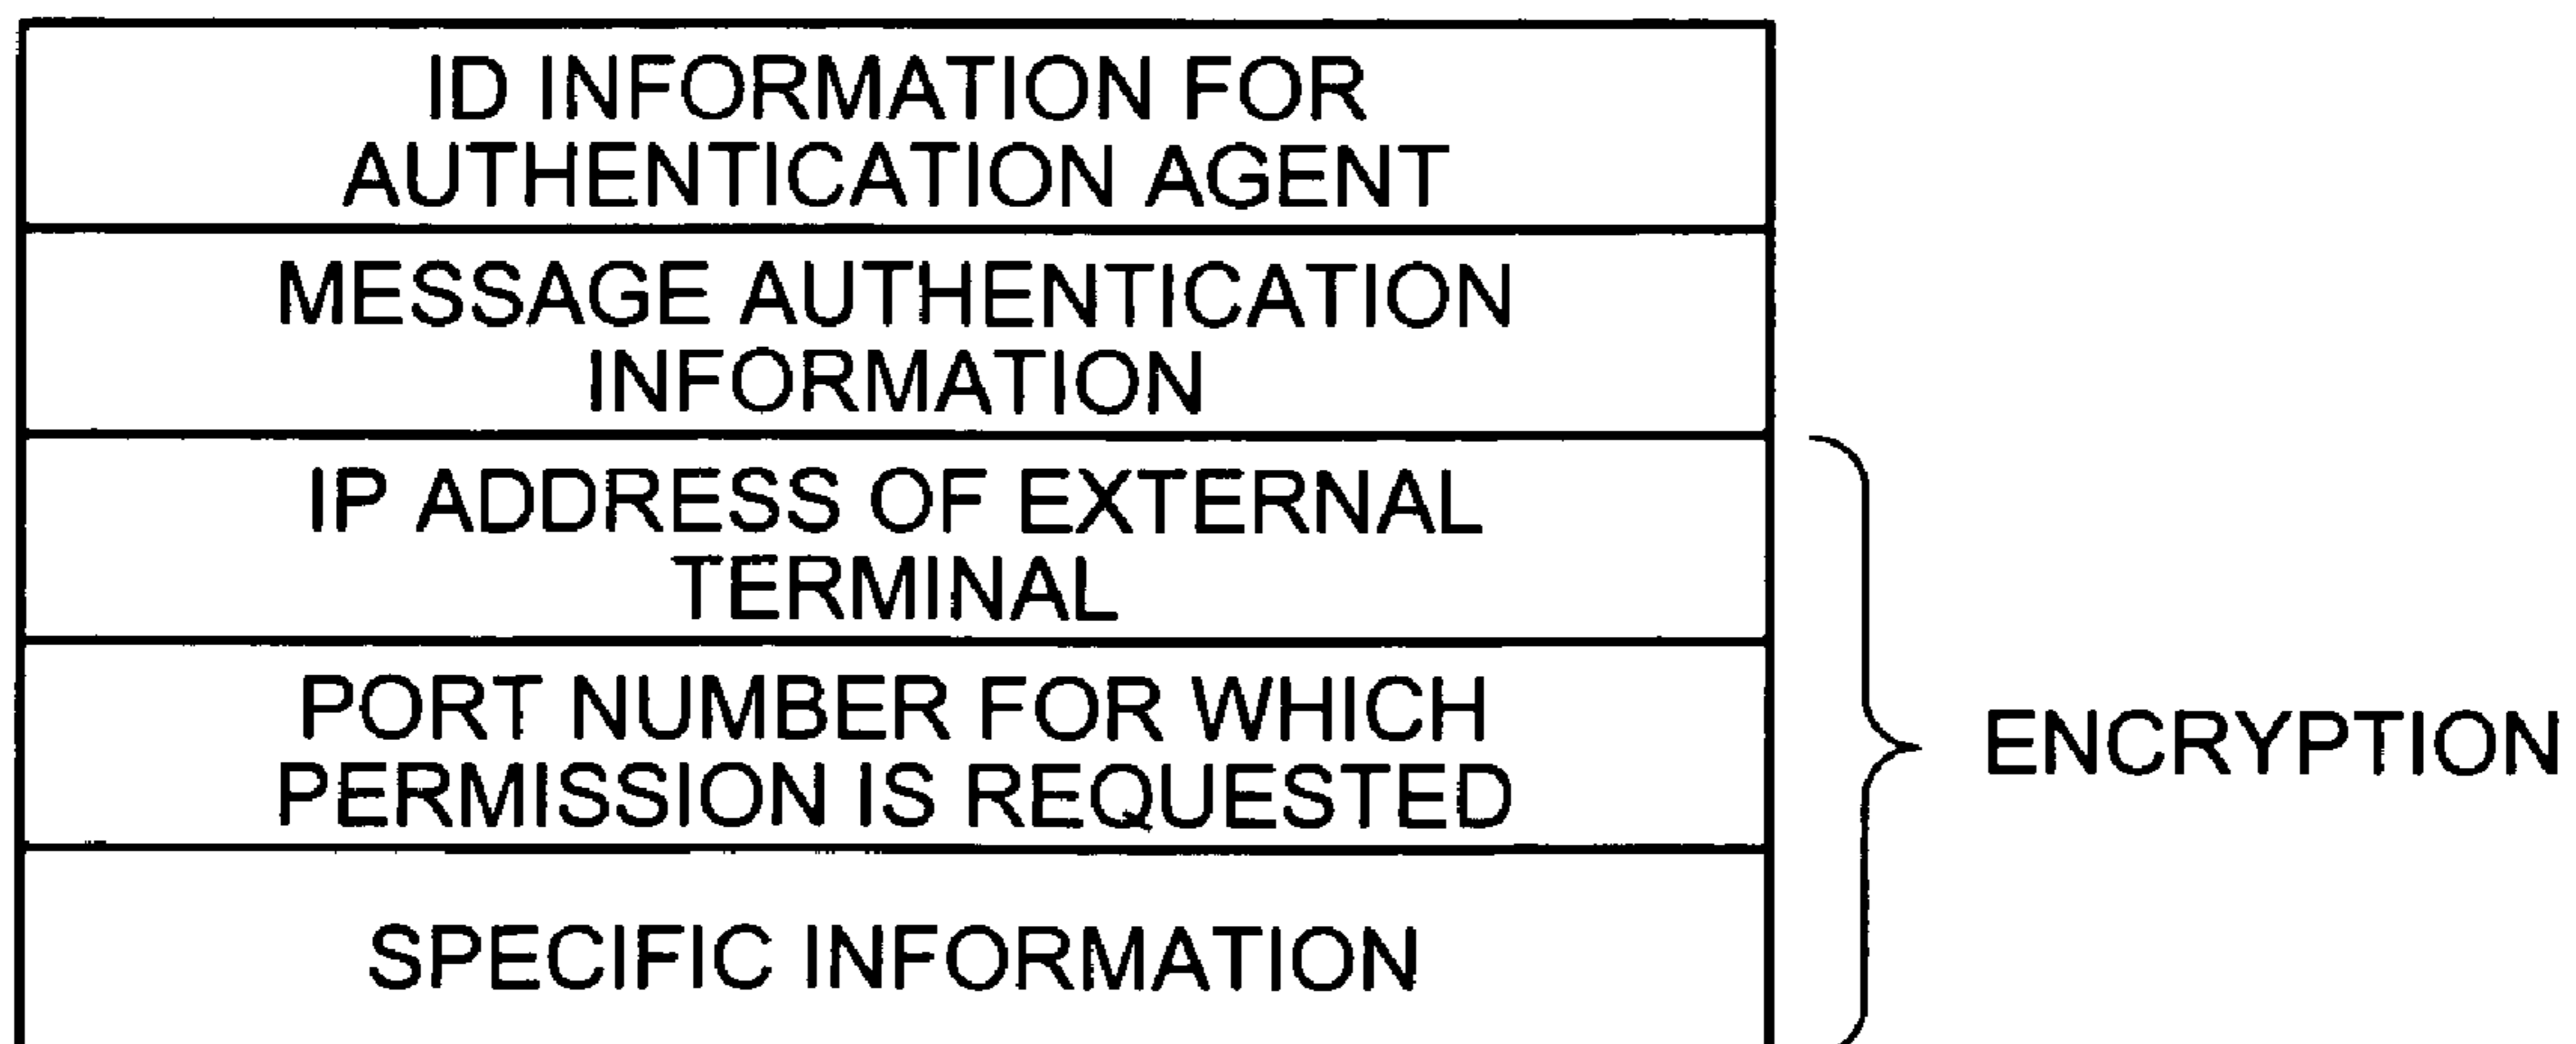 ID INFORMATION FOR
AUTHENTICATION AGENT
MESSAGE AUTHENTICATION
INFORMATION
IP ADDRESS OF EXTERNAL
TERMINAL
PORT NUMBER FOR WHICH
PERMISSION IS REQUESTED
SPECIFIC INFORMATION
ENCRYPTION